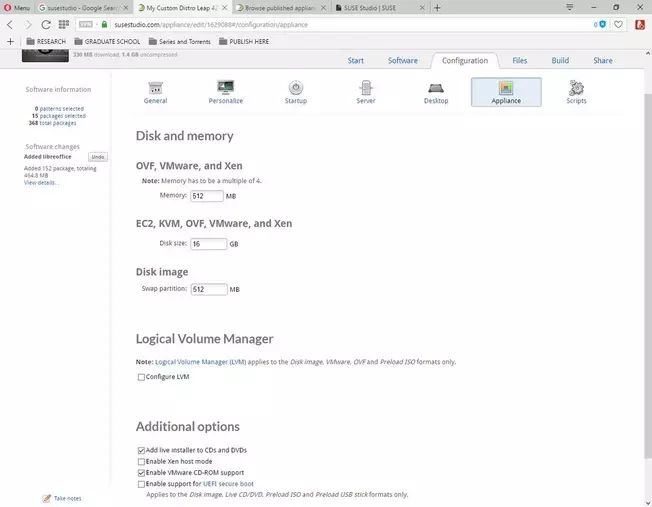 Menu
susestudio - Google Sear
My Custom Distro Leap 42
Browse published applian
SUSE Studio | SUSE
VPN
susestudio.com/appliance/edit/1629088#/configuration/appliance
0
RESEARCH
GRADUATE SCHOOL
Series and Torrents
PUBLISH HERE
330 MB download, 1.4 GB uncompressed.
Start
Software
Configuration
Files
Build
Share
Software information
0 patterns selected
15 packages selected
368 total packages
Software changes
Added libreoffice
Undo
Added 152 package, totaling
464.8 MB
View details...
General
Personalize
Startup
Server
Desktop
Appliance
Scripts
Disk and memory
OVF, VMware, and Xen
Note: Memory has to be a multiple of 4.
Memory: 512 MB
EC2, KVM, OVF, VMware, and Xen
Disk size: 16 GB
Disk image
Swap partition: 512 MB
Logical Volume Manager
Note: Logical Volume Manager (LVM) applies to the Disk image, VMware, OVF and Preload ISO formats only.
Configure LVM
Additional options
Add live installer to CDs and DVDs
Enable Xen host mode
Enable VMware CD-ROM support
Enable support for UEFI secure boot
Applies to the Disk image, Live CD/DVD, Preload ISO and Preload USB stick formats only.
Take notes